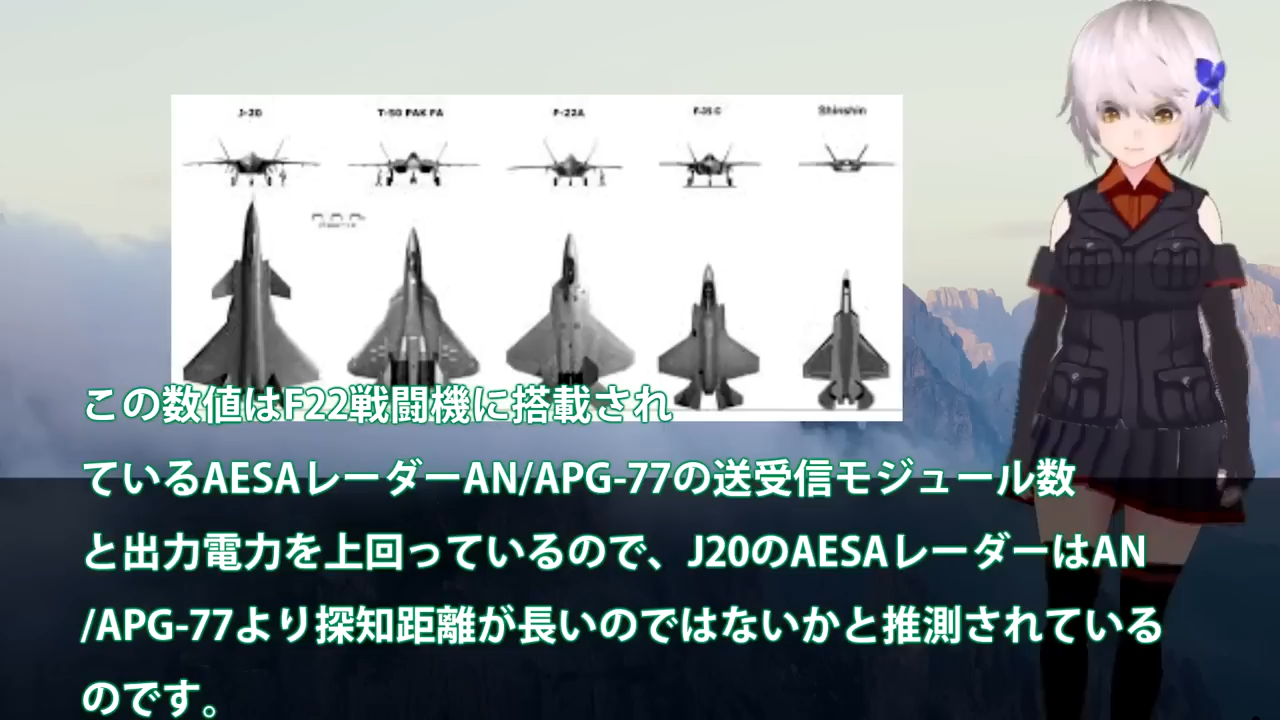 J-20 T-50 PAK FA F-22A F-35 C Shinshin
この数値はF22戦闘機に搭載され
ているAESAレーダーAN/APG-77の送受信モジュール数
と出力電力を上回っているので、J20のAESAレーダーはAN
/APG-77より探知距離が長いのではないかと推測されている
のです。